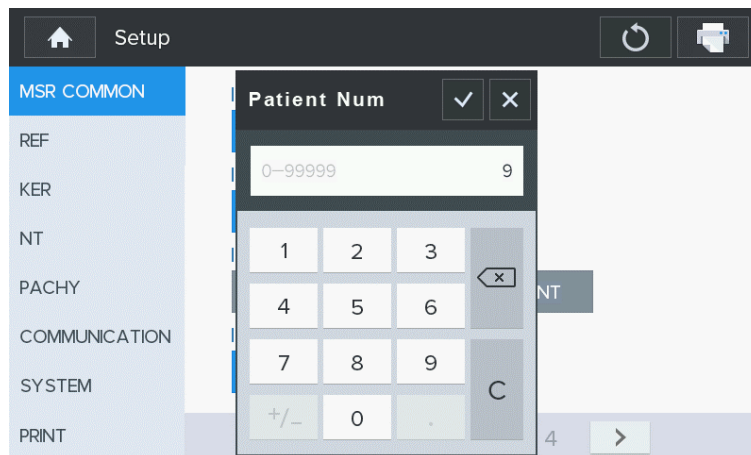 Setup
MSR COMMON
REF
KER
NT
PACHY
COMMUNICATION
SYSTEM
PRINT
Patient Num
0-99999 9
1 2 3
4 5 6
7 8 9
C
+/- 0 .
NT
4 >